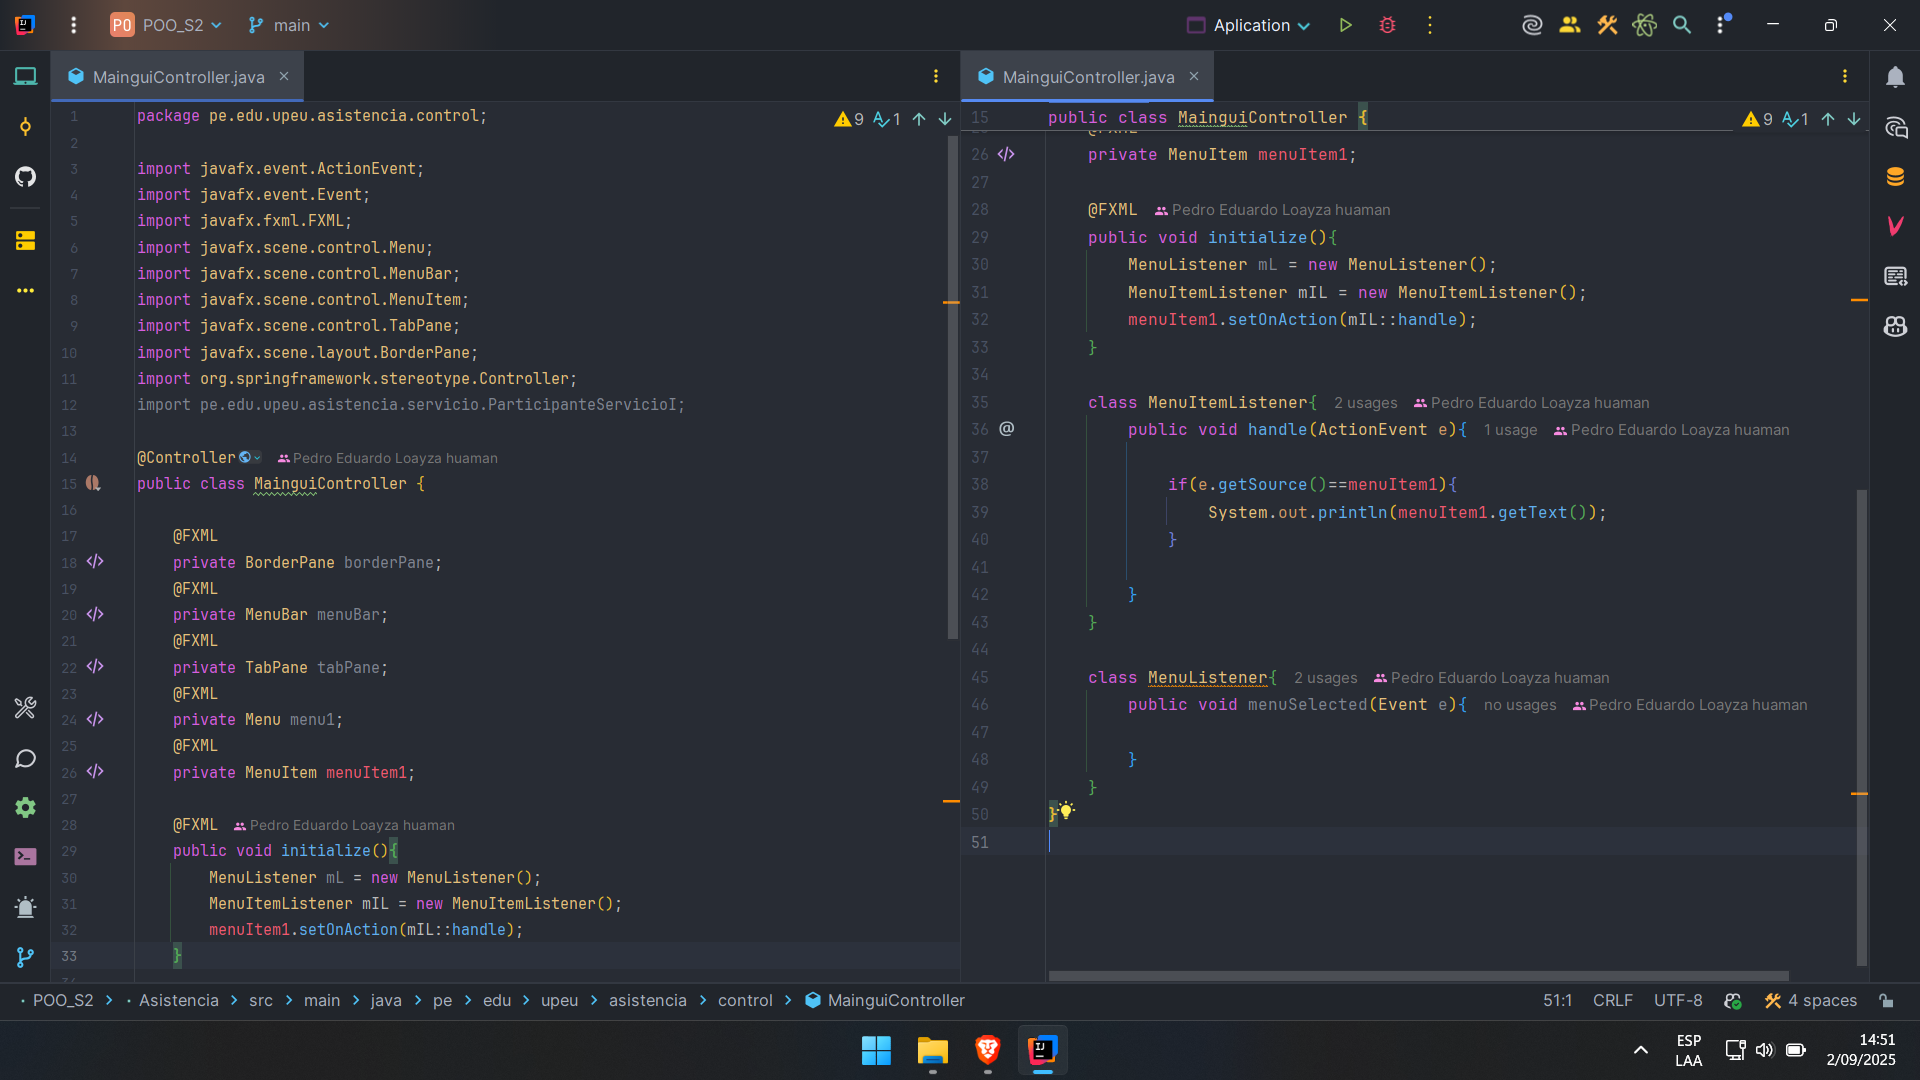 PO POO_S2 main Aplication
MainguiController.java
1 package pe.edu.upeu.asistencia.control; 9 1
2
3 import javafx.event.ActionEvent;
4 import javafx.event.Event;
5 import javafx.fxml.FXML;
6 import javafx.scene.control.Menu;
7 import javafx.scene.control.MenuBar;
8 import javafx.scene.control.MenuItem;
9 import javafx.scene.control.TabPane;
10 import javafx.scene.layout.BorderPane;
11 import org.springframework.stereotype.Controller;
12 import pe.edu.upeu.asistencia.servicio.ParticipanteServicioI;
13
14 @Controller Pedro Eduardo Loayza huaman
15 public class MainguiController {
16
17 @FXML
18 private BorderPane borderPane;
19 @FXML
20 private MenuBar menuBar;
21 @FXML
22 private TabPane tabPane;
23 @FXML
24 private Menu menu1;
25 @FXML
26 private MenuItem menuItem1;
27
28 @FXML Pedro Eduardo Loayza huaman
29 public void initialize(){
30 MenuListener mL = new MenuListener();
31 MenuItemListener mIL = new MenuItemListener();
32 menuItem1.setOnAction(mIL::handle);
33 }
MainguiController.java
15 public class MainguiController { 9 1
@FXML
26 private MenuItem menuItem1;
27
28 @FXML Pedro Eduardo Loayza huaman
29 public void initialize(){
30 MenuListener mL = new MenuListener();
31 MenuItemListener mIL = new MenuItemListener();
32 menuItem1.setOnAction(mIL::handle);
33 }
34
35 class MenuItemListener{ 2 usages Pedro Eduardo Loayza huaman
36 public void handle(ActionEvent e){ 1 usage Pedro Eduardo Loayza huaman
37
38 if(e.getSource()==menuItem1){
39 System.out.println(menuItem1.getText());
40 }
41
42 }
43 }
44
45 class MenuListener{ 2 usages Pedro Eduardo Loayza huaman
46 public void menuSelected(Event e){ no usages Pedro Eduardo Loayza huaman
47
48 }
49 }
50 }
51
POO_S2 > Asistencia > src > main > java > pe > edu > upeu > asistencia > control > MainguiController 51:1 CRLF UTF-8 4 spaces
ESP
LAA
14:51
2/09/2025